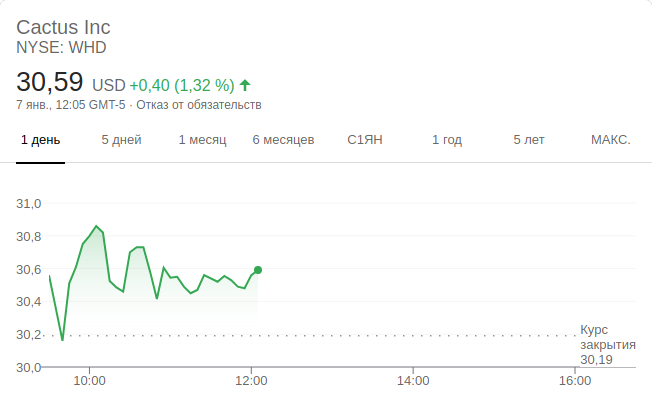 Cactus Inc
NYSE: WHD
30,59 USD +0,40 (1,32 %)
7 янв., 12:05 GMT-5 · Отказ от обязательств
1 день 5 дней 1 месяц 6 месяцев С1ЯН 1 год 5 лет МАКС.
31,0
30,8
30,6
30,4
30,2
30,0
Курс
закрытия
30,19
10:00 12:00 14:00 16:00